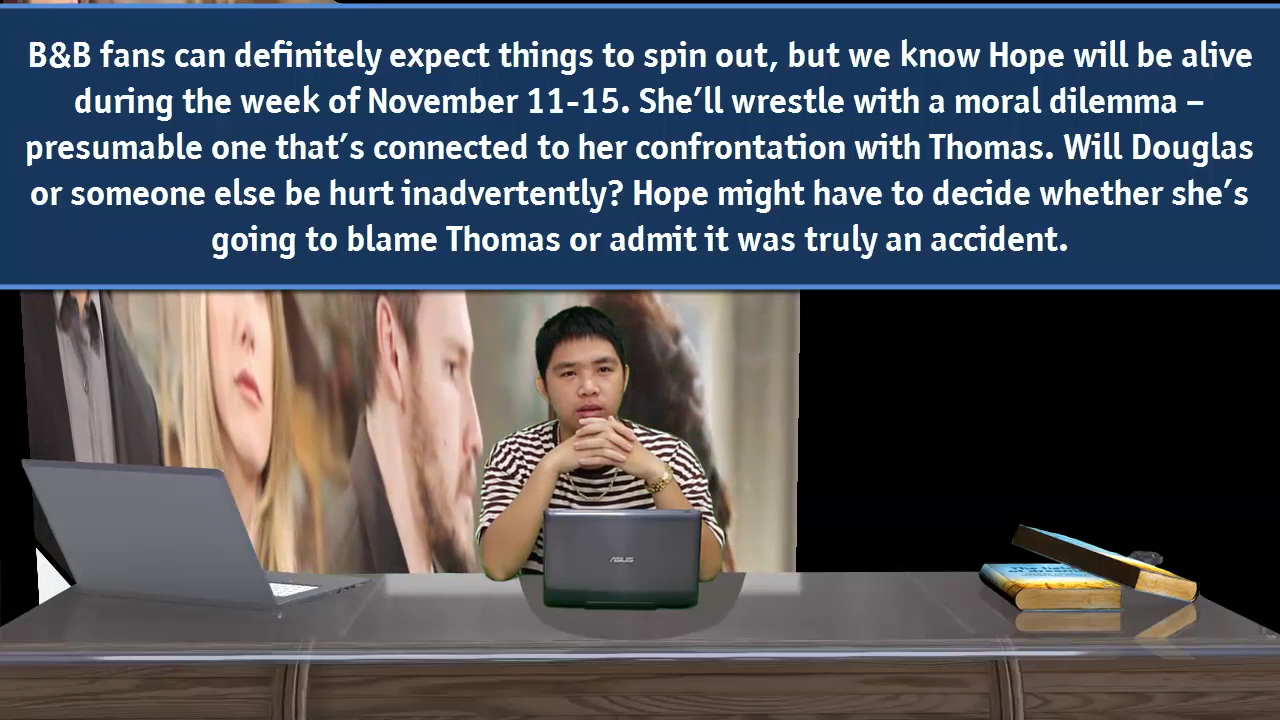 B&B fans can definitely expect things to spin out, but we know Hope will be alive
during the week of November 11-15. She’ll wrestle with a moral dilemma –
presumable one that’s connected to her confrontation with Thomas. Will Douglas
or someone else be hurt inadvertently? Hope might have to decide whether she’s
going to blame Thomas or admit it was truly an accident.
ASUS